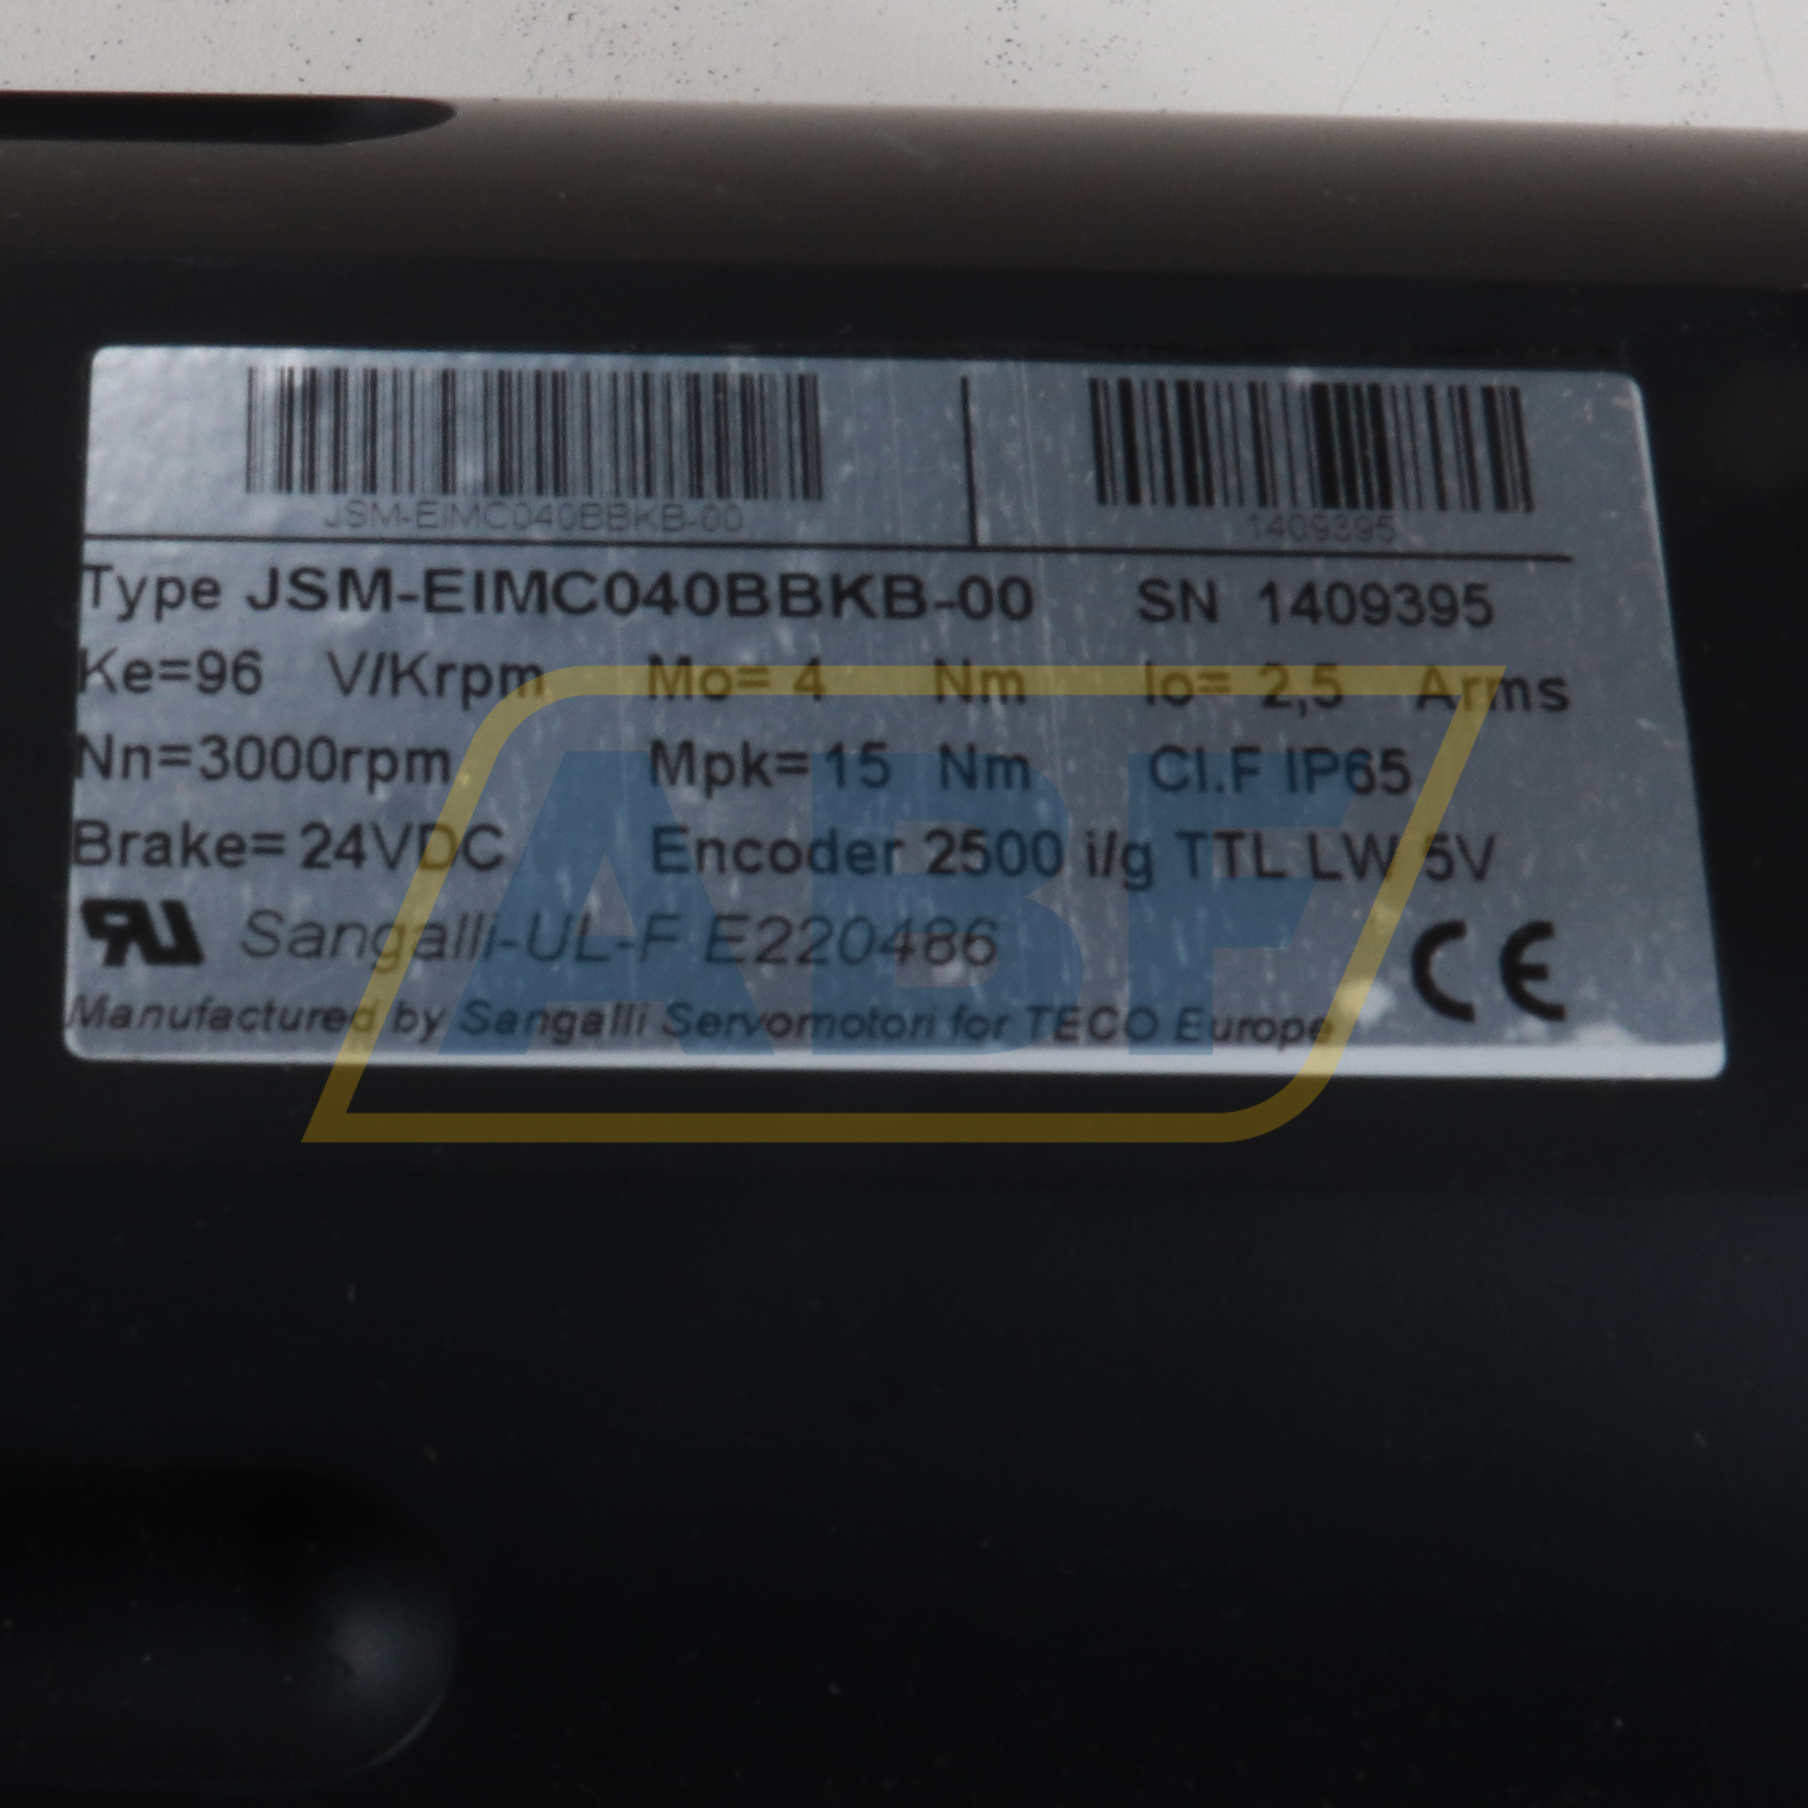 JSM-EIMC040BBKB-00 1409395
Type JSM-EIMC040BBKB-00 SN 1409395
Ke=96 V/Krpm Mo= 4 Nm Io= 2,5 Arms
Nn=3000rpm Mpk=15 Nm Cl.F IP65
Brake= 24VDC Encoder 2500 i/g TTL LW 5V
Sangalli-UL-F E220486 CE
Manufactured by Sangalli Servomotori for TECO Europe
ABF